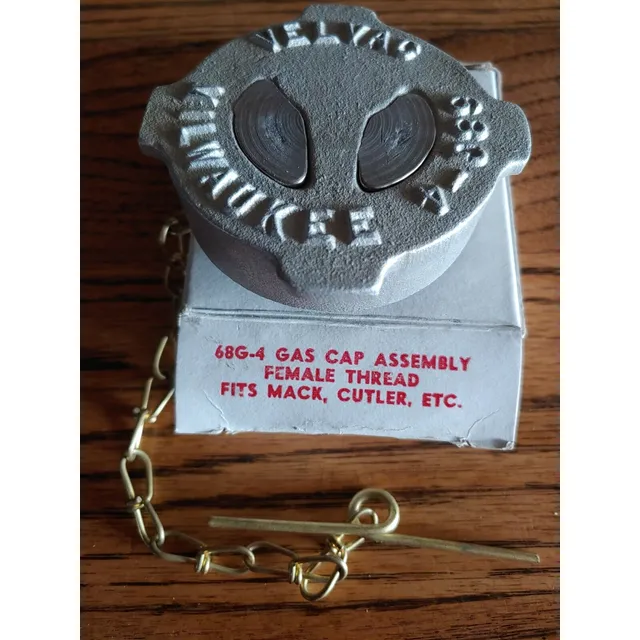 VELVAC
MILWAUKEE
68G-4
68G-4 GAS CAP ASSEMBLY
FEMALE THREAD
FITS MACK, CUTLER, ETC.